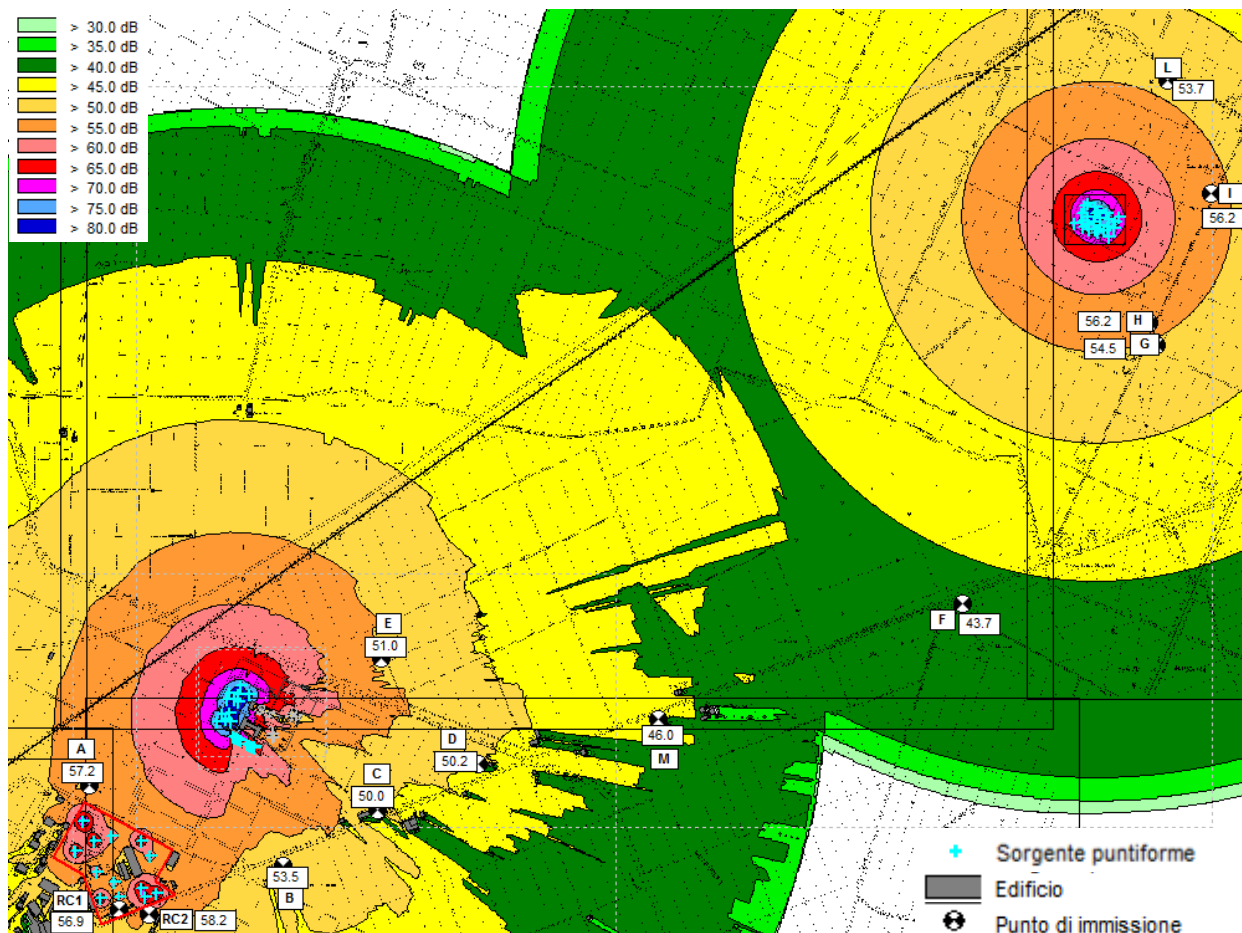 > 30.0 dB
> 35.0 dB
> 40.0 dB
> 45.0 dB
> 50.0 dB
> 55.0 dB
> 60.0 dB
> 65.0 dB
> 70.0 dB
> 75.0 dB
> 80.0 dB
L
53.7
I
56.2
56.2 H
54.5 G
F 43.7
E
51.0
46.0
M
D
50.2
A
57.2
C
50.0
53.5
B
RC1
56.9
RC2 58.2
Sorgente puntiforme
Edificio
Punto di immissione